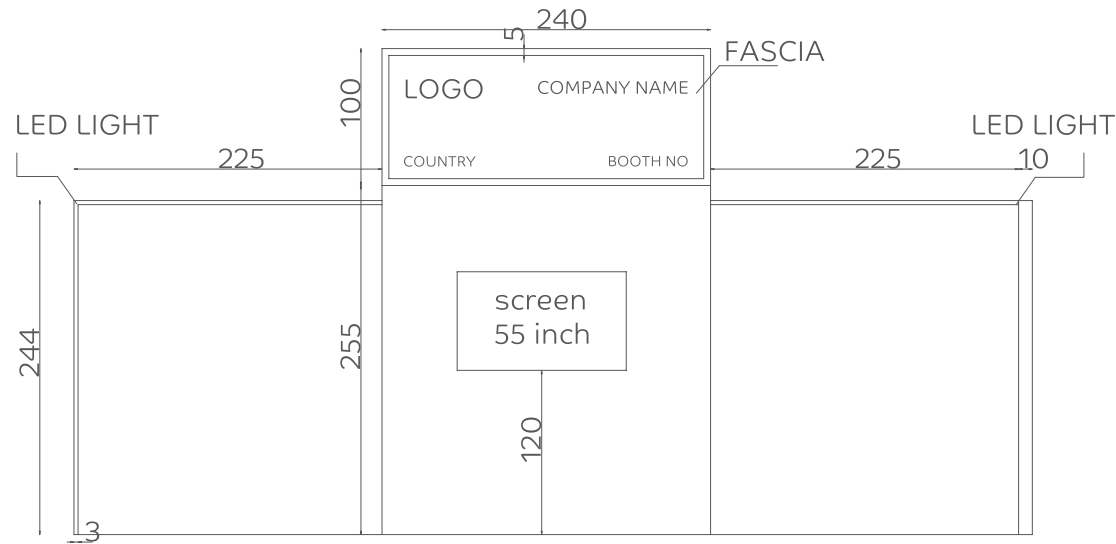 240
5
FASCIA
LOGO
COMPANY NAME
100
LED LIGHT
LED LIGHT
COUNTRY
BOOTH NO
225
225
10
screen
55 inch
244
255
120
3